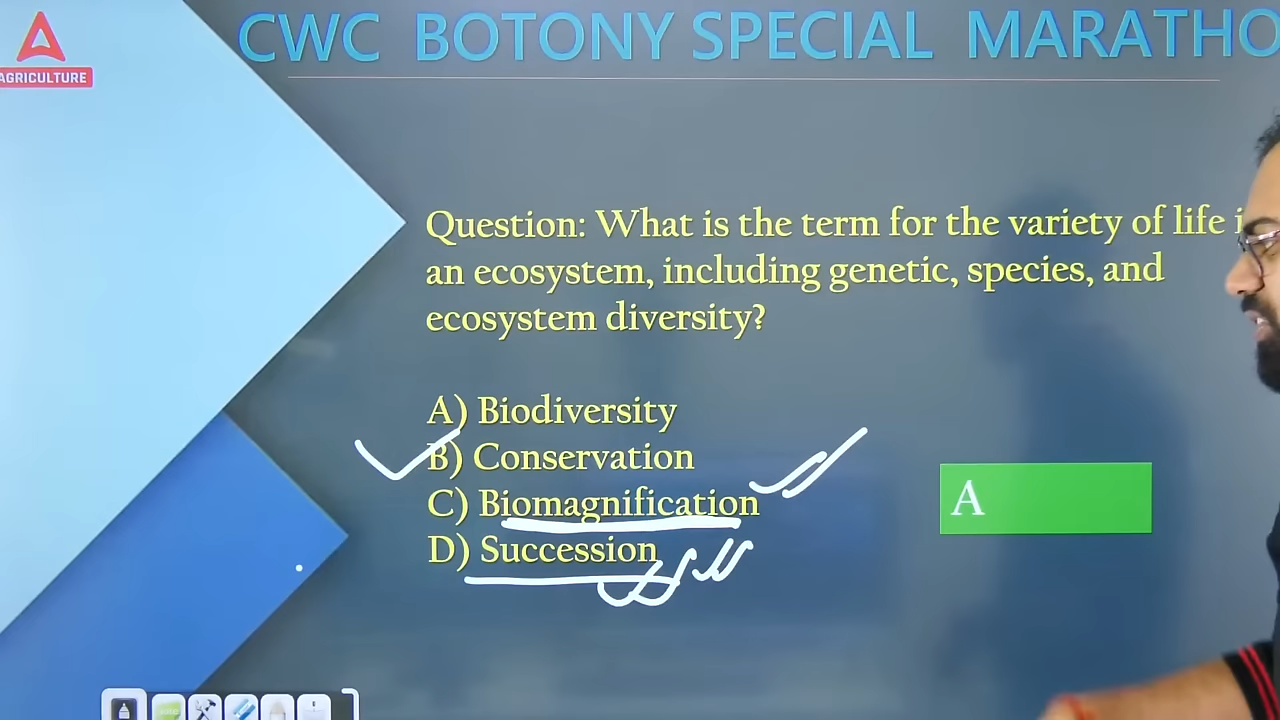 CWC BOTONY SPECIAL MARATHO
AGRICULTURE
Question: What is the term for the variety of life i
an ecosystem, including genetic, species, and
ecosystem diversity?
A) Biodiversity
B) Conservation
C) Biomagnification
D) Succession
A